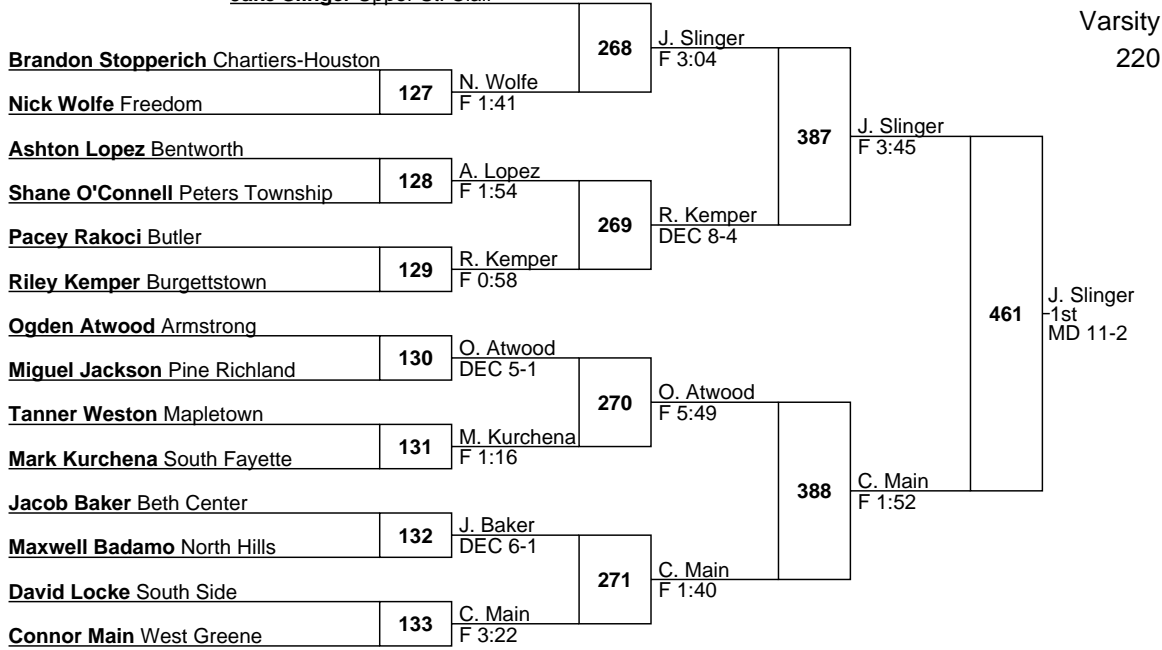 Jake Slinger Upper St. Clair
Varsity
220
268
J. Slinger
F 3:04
Brandon Stopperich Chartiers-Houston
127
N. Wolfe
F 1:41
Nick Wolfe Freedom
387
J. Slinger
F 3:45
Ashton Lopez Bentworth
128
A. Lopez
F 1:54
Shane O'Connell Peters Township
269
R. Kemper
DEC 8-4
Pacey Rakoci Butler
129
R. Kemper
F 0:58
Riley Kemper Burgettstown
461
J. Slinger
1st
MD 11-2
Ogden Atwood Armstrong
130
O. Atwood
DEC 5-1
Miguel Jackson Pine Richland
270
O. Atwood
F 5:49
Tanner Weston Mapletown
131
M. Kurchena
F 1:16
Mark Kurchena South Fayette
388
C. Main
F 1:52
Jacob Baker Beth Center
132
J. Baker
DEC 6-1
Maxwell Badamo North Hills
271
C. Main
F 1:40
David Locke South Side
133
C. Main
F 3:22
Connor Main West Greene